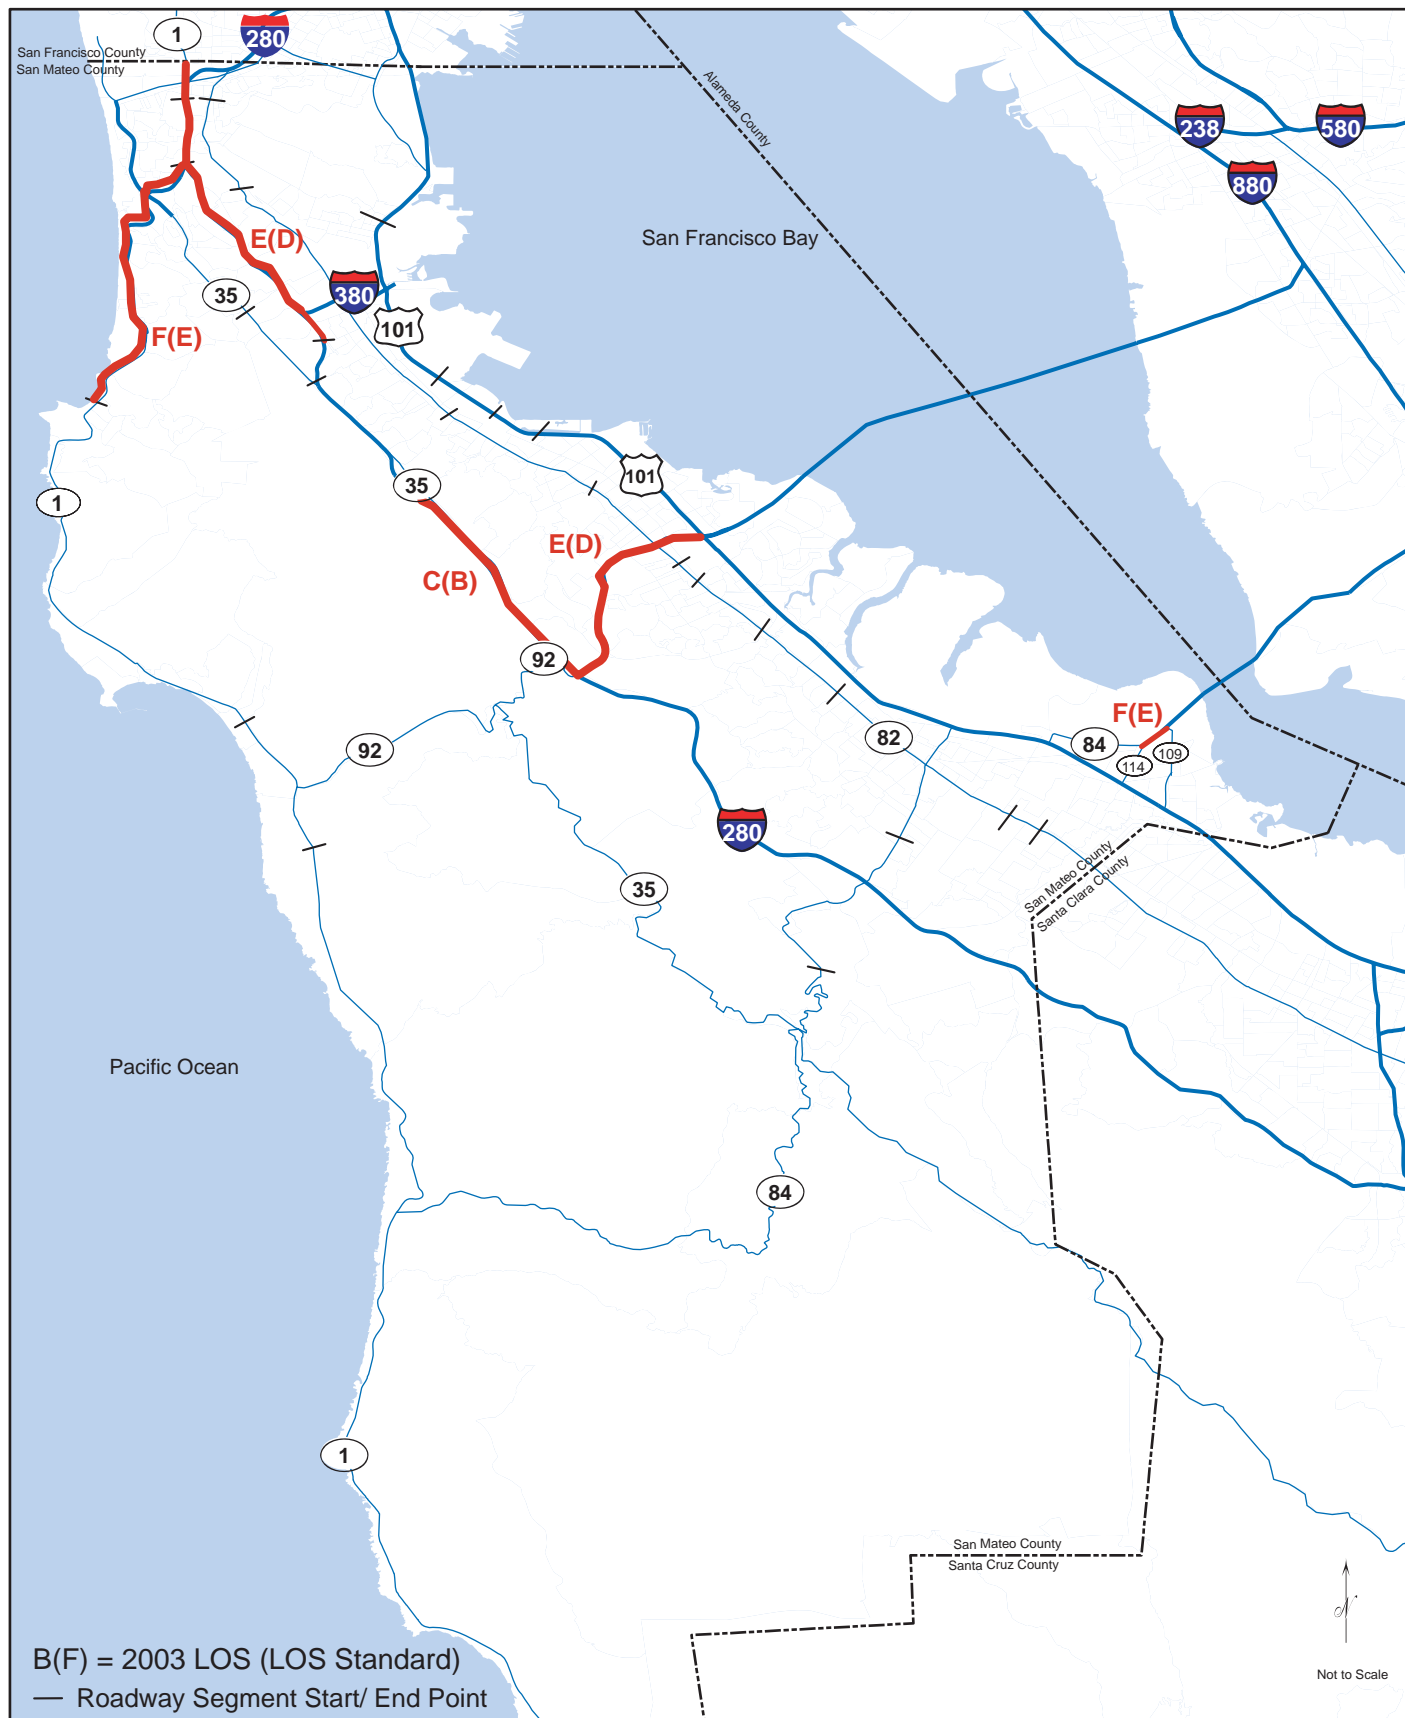 1
280
San Francisco County
San Mateo County
Alameda County
238
580
880
San Francisco Bay
E(D)
35
380
101
F(E)
101
35
1
E(D)
C(B)
92
F(E)
84
109
114
82
92
280
San Mateo County
Santa Clara County
35
Pacific Ocean
84
1
San Mateo County
Santa Cruz County
N
Not to Scale
B(F) = 2003 LOS (LOS Standard)
— Roadway Segment Start/ End Point